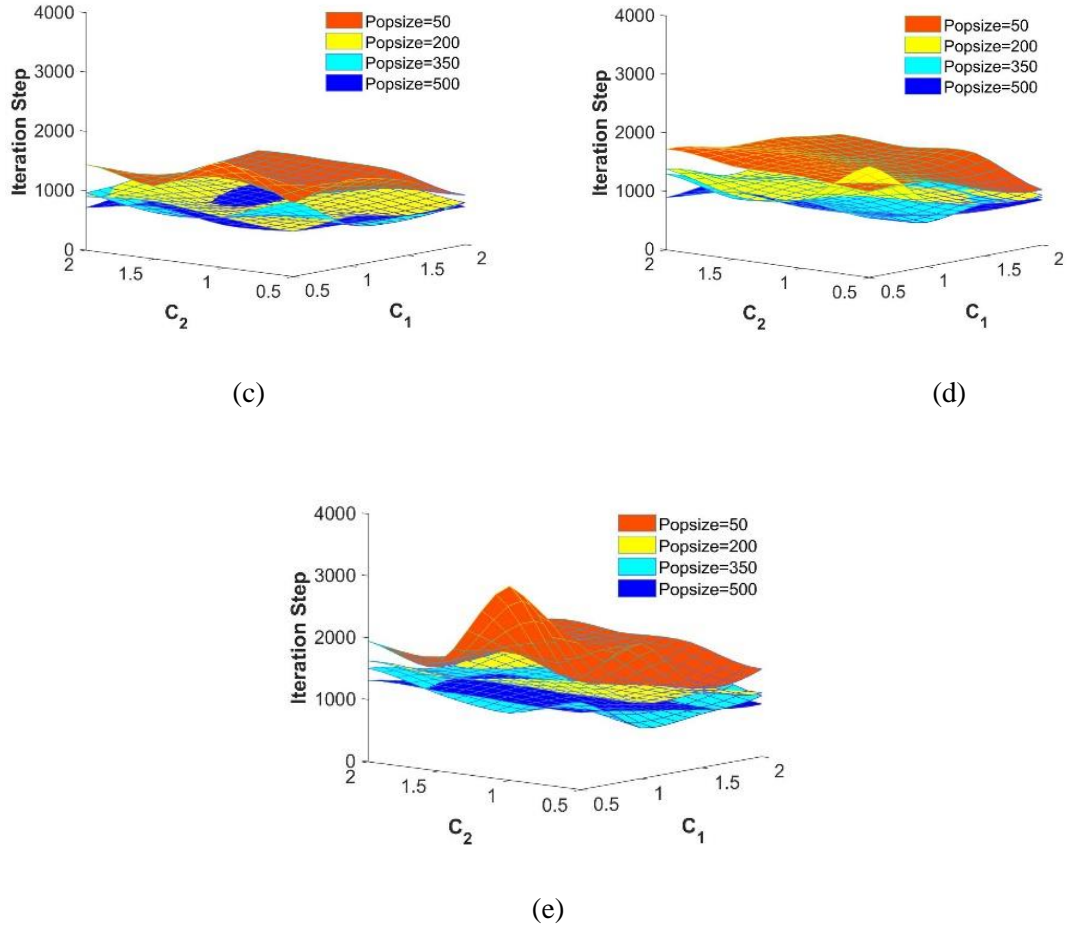 4000
3000
2000
1000
0
Iteration Step
Popsize=50
Popsize=200
Popsize=350
Popsize=500
2
1.5
1
0.5
C2
0.5
1
1.5
2
C1
(c)
4000
3000
2000
1000
0
Iteration Step
Popsize=50
Popsize=200
Popsize=350
Popsize=500
2
1.5
1
0.5
C2
0.5
1
1.5
2
C1
(d)
4000
3000
2000
1000
0
Iteration Step
Popsize=50
Popsize=200
Popsize=350
Popsize=500
2
1.5
1
0.5
C2
0.5
1
1.5
2
C1
(e)